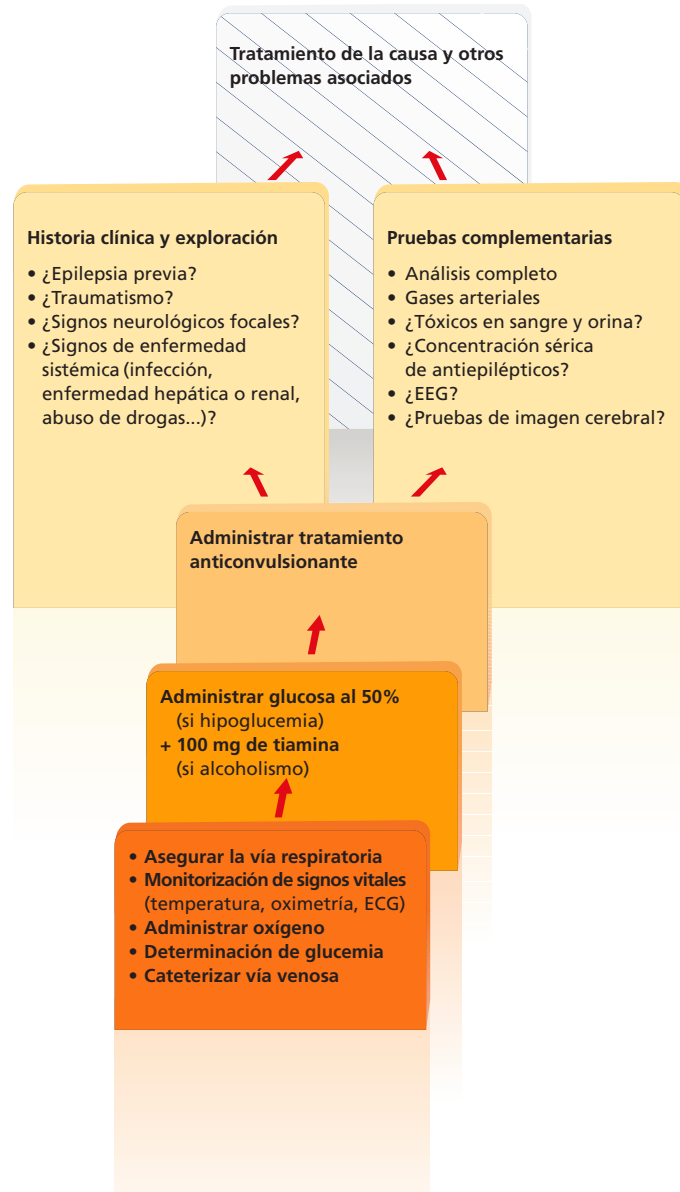 Tratamiento de la causa y otros
problemas asociados
Historia clínica y exploración
• ¿Epilepsia previa?
• ¿Traumatismo?
• ¿Signos neurológicos focales?
• ¿Signos de enfermedad
sistémica (infección,
enfermedad hepática o renal,
abuso de drogas...)?
Pruebas complementarias
• Análisis completo
• Gases arteriales
• ¿Tóxicos en sangre y orina?
• ¿Concentración sérica
de antiepilépticos?
• ¿EEG?
• ¿Pruebas de imagen cerebral?
Administrar tratamiento
anticonvulsionante
Administrar glucosa al 50%
(si hipoglucemia)
+ 100 mg de tiamina
(si alcoholismo)
• Asegurar la vía respiratoria
• Monitorización de signos vitales
(temperatura, oximetría, ECG)
• Administrar oxígeno
• Determinación de glucemia
• Cateterizar vía venosa